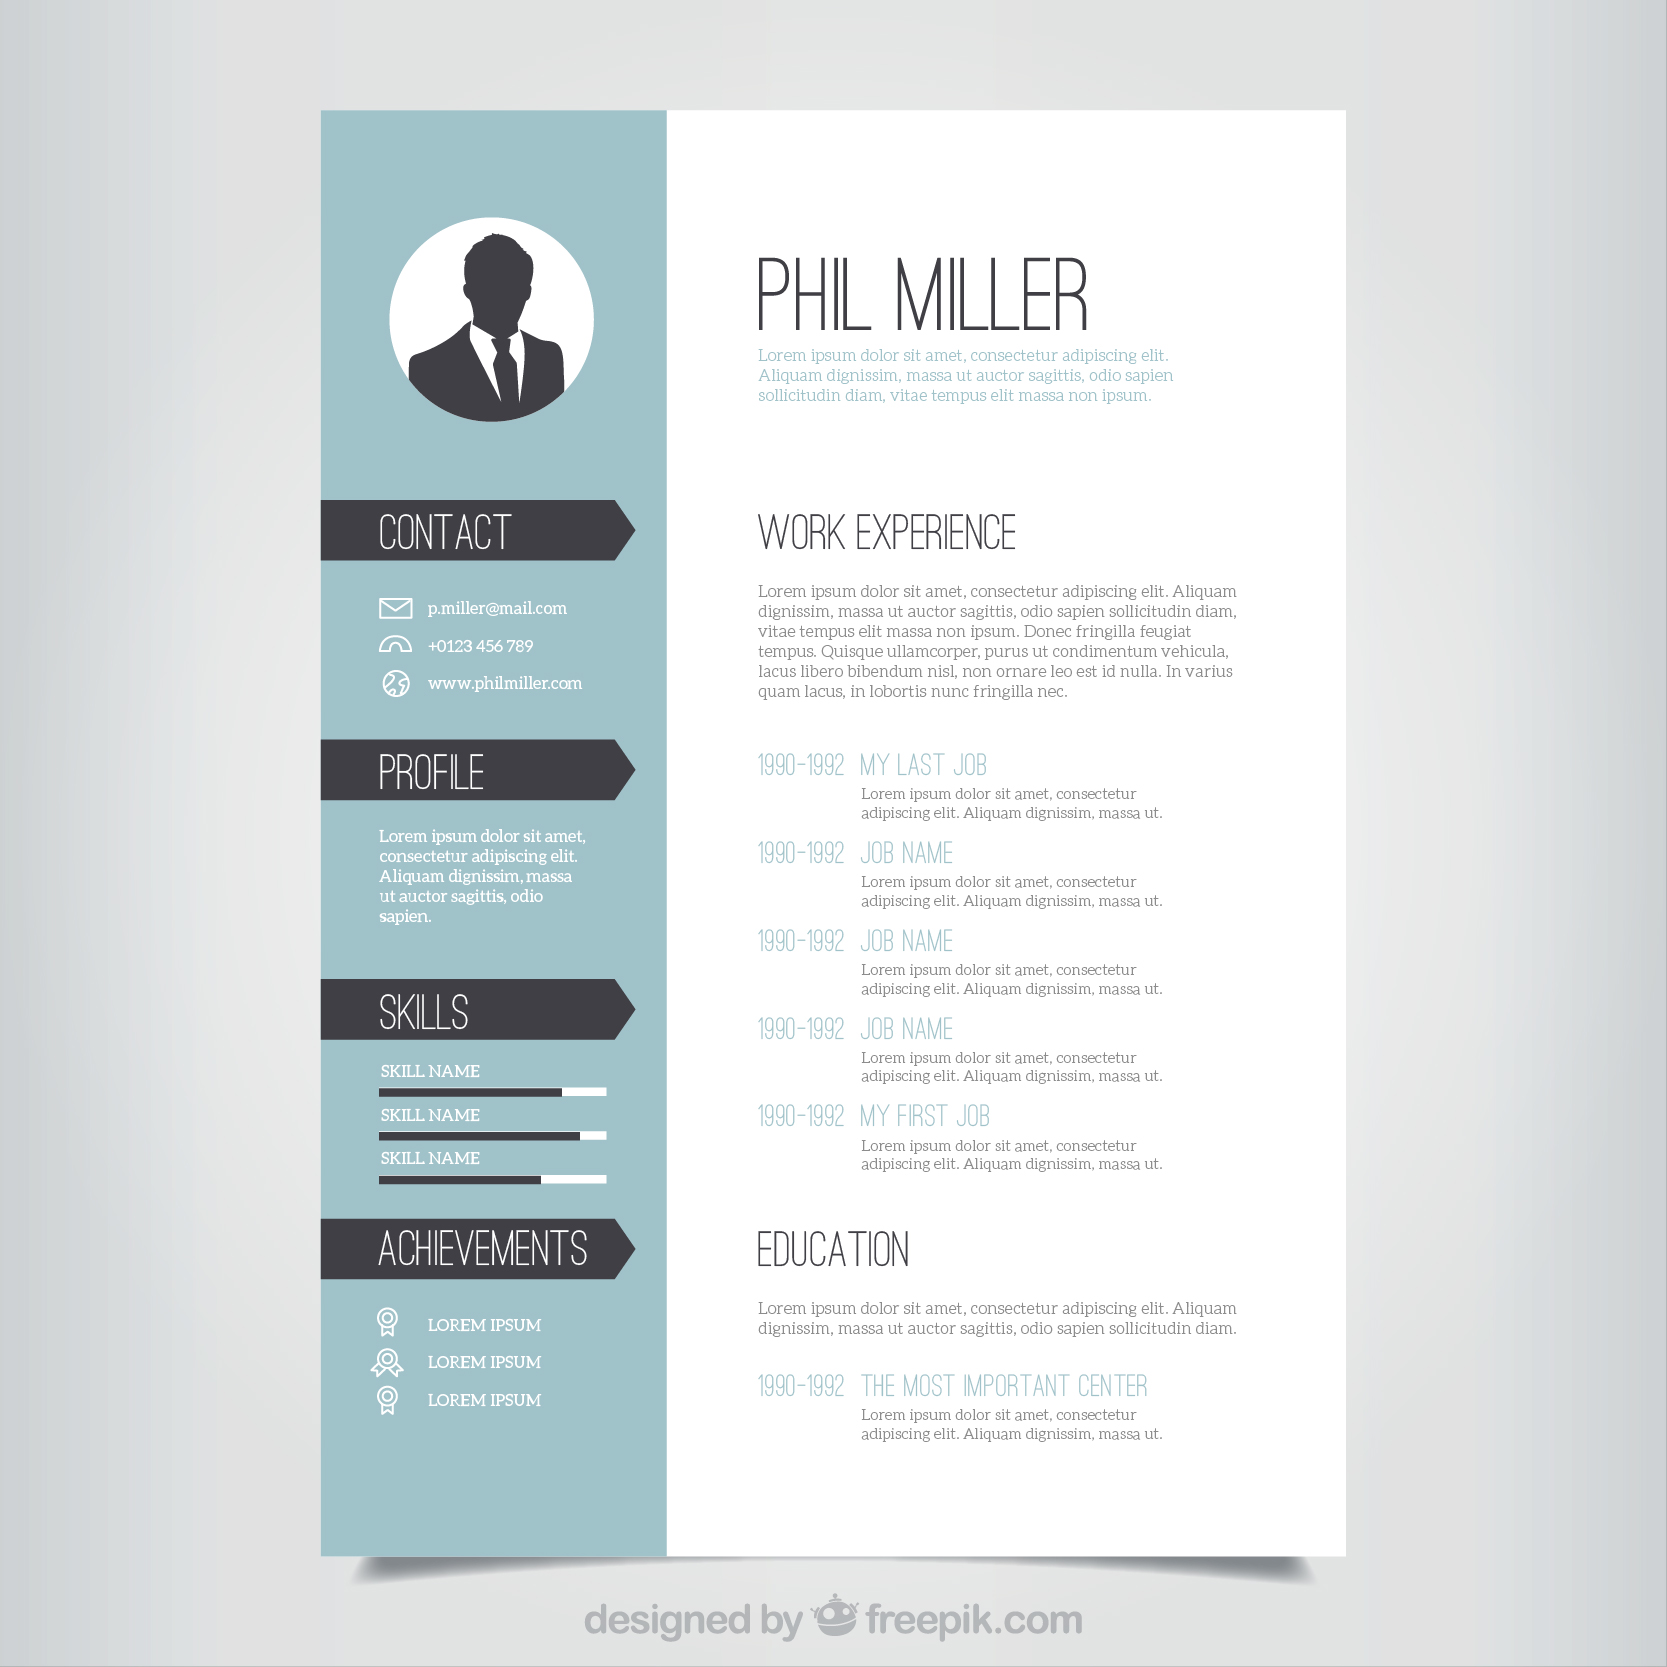 CONTACT
p.miller@mail.com
+0123 456 789
www.philmiller.com
PROFILE
Lorem ipsum dolor sit amet,
consectetur adipiscing elit.
Aliquam dignissim, massa
ut auctor sagittis, odio
sapien.
SKILLS
SKILL NAME
SKILL NAME
SKILL NAME
ACHIEVEMENTS
LOREM IPSUM
LOREM IPSUM
LOREM IPSUM
PHIL MILLER
Lorem ipsum dolor sit amet, consectetur adipiscing elit.
Aliquam dignissim, massa ut auctor sagittis, odio sapien
sollicitudin diam, vitae tempus elit massa non ipsum.
WORK EXPERIENCE
Lorem ipsum dolor sit amet, consectetur adipiscing elit. Aliquam
dignissim, massa ut auctor sagittis, odio sapien sollicitudin diam,
vitae tempus elit massa non ipsum. Donec fringilla feugiat
tempus. Quisque ullamcorper, purus ut condimentum vehicula,
lacus libero bibendum nisl, non ornare leo est id nulla. In varius
quam lacus, in lobortis nunc fringilla nec.
1990-1992 MY LAST JOB
Lorem ipsum dolor sit amet, consectetur
adipiscing elit. Aliquam dignissim, massa ut.
1990-1992 JOB NAME
Lorem ipsum dolor sit amet, consectetur
adipiscing elit. Aliquam dignissim, massa ut.
1990-1992 JOB NAME
Lorem ipsum dolor sit amet, consectetur
adipiscing elit. Aliquam dignissim, massa ut.
1990-1992 JOB NAME
Lorem ipsum dolor sit amet, consectetur
adipiscing elit. Aliquam dignissim, massa ut.
1990-1992 MY FIRST JOB
Lorem ipsum dolor sit amet, consectetur
adipiscing elit. Aliquam dignissim, massa ut.
EDUCATION
Lorem ipsum dolor sit amet, consectetur adipiscing elit. Aliquam
dignissim, massa ut auctor sagittis, odio sapien sollicitudin diam.
1990-1992 THE MOST IMPORTANT CENTER
Lorem ipsum dolor sit amet, consectetur
adipiscing elit. Aliquam dignissim, massa ut.
designed by freepik.com